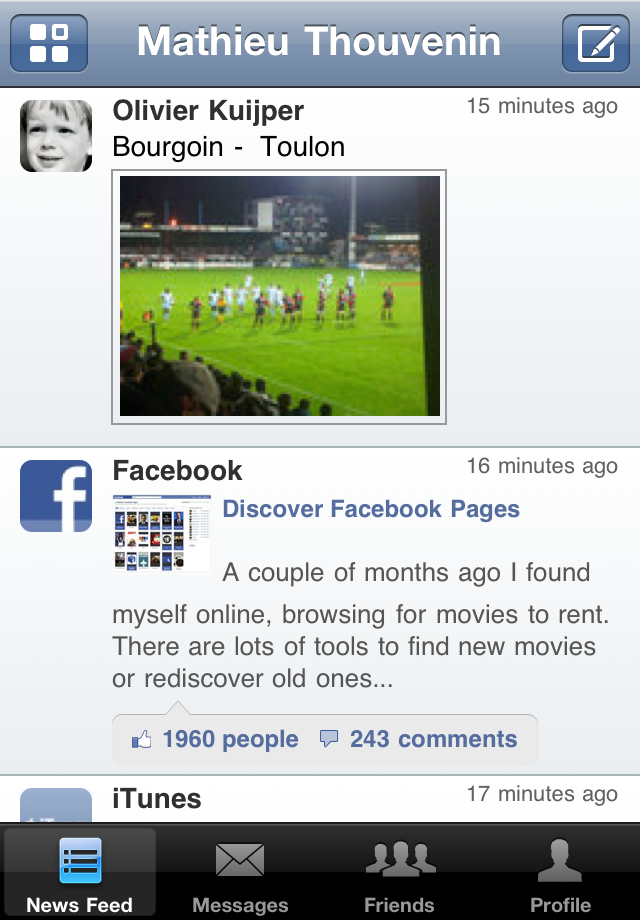 Mathieu Thouvenin
Olivier Kuijper
15 minutes ago
Bourgoin - Toulon
Facebook
16 minutes ago
f
Discover Facebook Pages
A couple of months ago I found
myself online, browsing for movies to rent.
There are lots of tools to find new movies
or rediscover old ones...
1960 people
243 comments
iTunes
17 minutes ago
News Feed
Messages
Friends
Profile